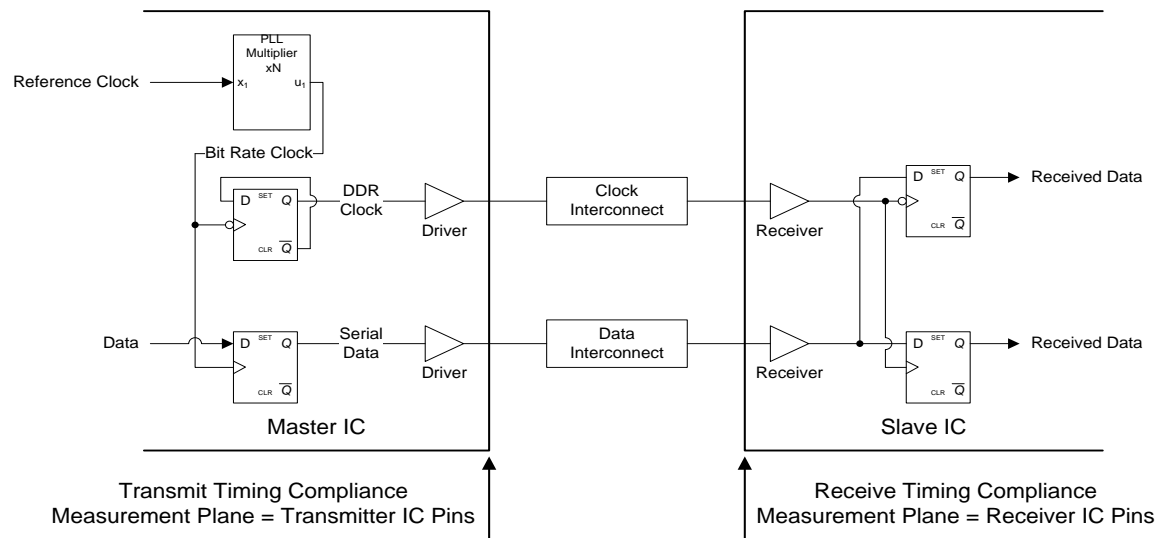 PLL
Multiplier
xN
Reference Clock
x1
u1
Bit Rate Clock
D
SET
Q
CLR
Q
DDR
Clock
Driver
Clock
Interconnect
Receiver
D
SET
Q
CLR
Q
Received Data
Data
D
SET
Q
CLR
Q
Serial
Data
Driver
Data
Interconnect
Receiver
D
SET
Q
CLR
Q
Received Data
Master IC
Slave IC
Transmit Timing Compliance
Measurement Plane = Transmitter IC Pins
Receive Timing Compliance
Measurement Plane = Receiver IC Pins